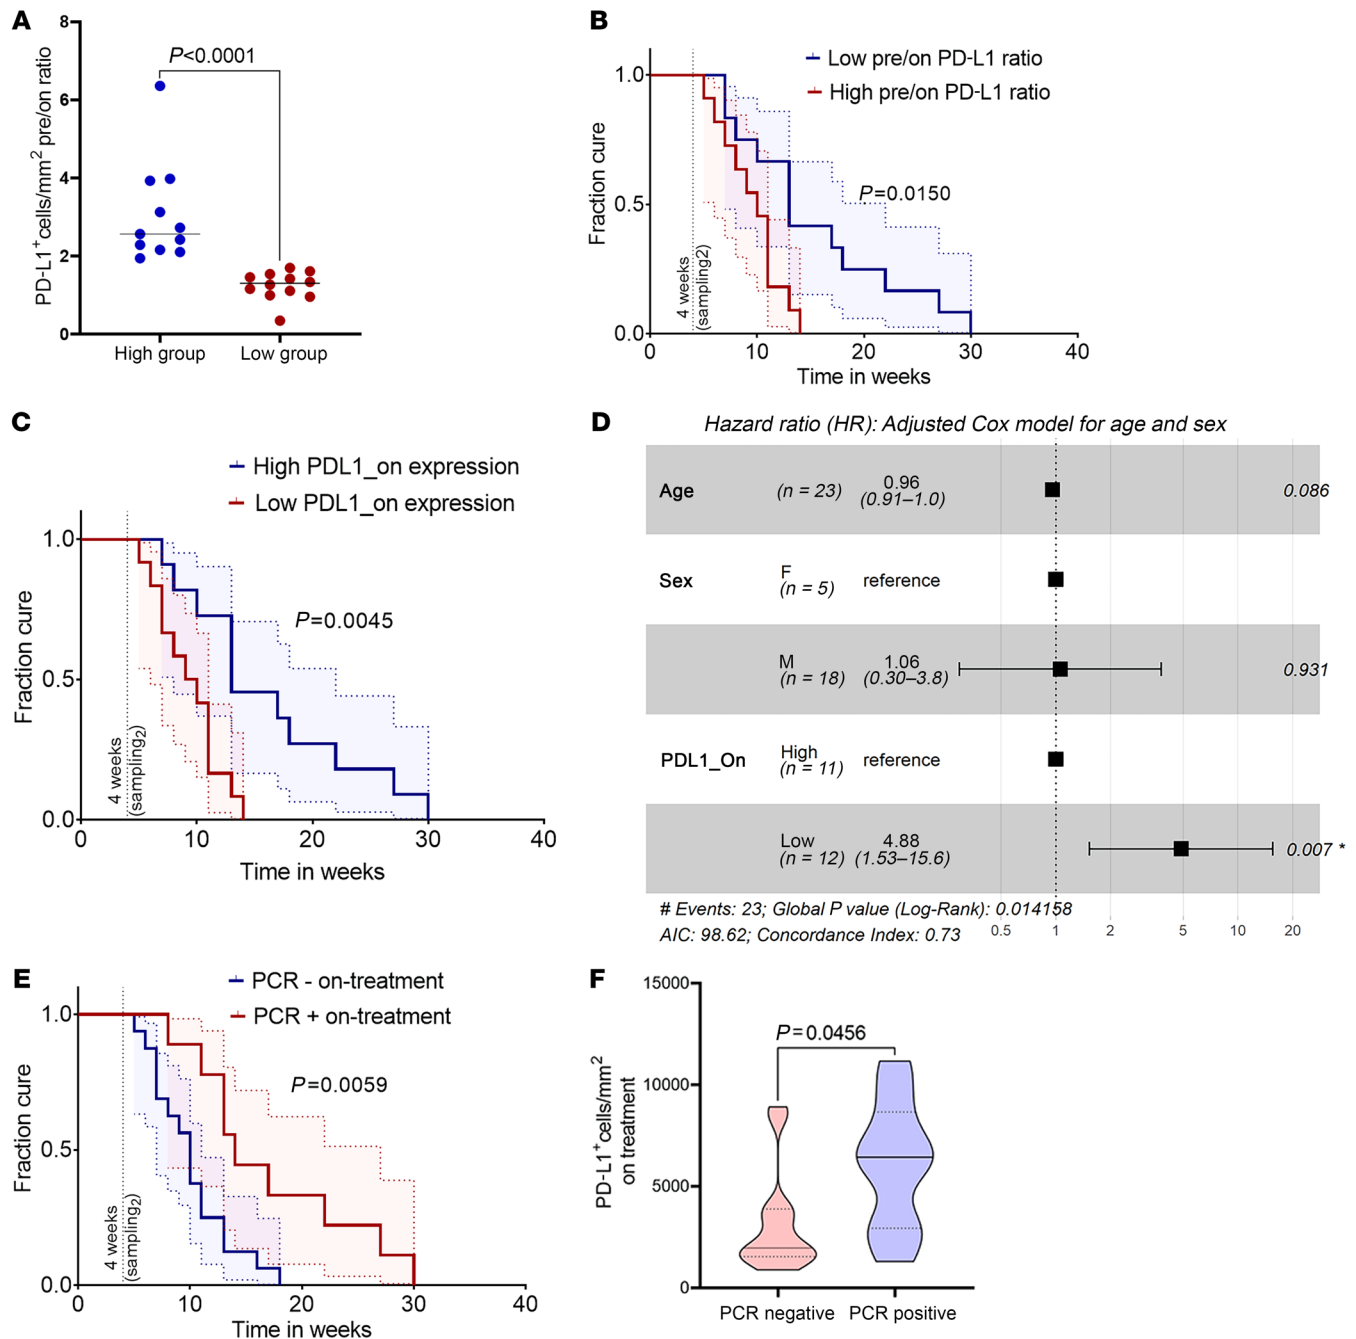 A
PD-L1+cells/mm2 pre/on ratio
8
6
4
2
0
P<0.0001
High group
Low group
B
Low pre/on PD-L1 ratio
High pre/on PD-L1 ratio
Fraction cure
1.0
0.5
0.0
P=0.0150
4 weeks
(sampling2)
0
10
20
30
40
Time in weeks
C
High PDL1_on expression
Low PDL1_on expression
Fraction cure
1.0
0.5
0.0
P=0.0045
4 weeks
(sampling2)
0
10
20
30
40
Time in weeks
D
Hazard ratio (HR): Adjusted Cox model for age and sex
Age
(n = 23)
0.96
(0.91–1.0)
0.086
Sex
F
(n = 5)
reference
M
(n = 18)
1.06
(0.30–3.8)
0.931
PDL1_On
High
(n = 11)
reference
Low
(n = 12)
4.88
(1.53–15.6)
0.007 *
# Events: 23; Global P value (Log-Rank): 0.014158
AIC: 98.62; Concordance Index: 0.73
0.5
1
2
5
10
20
E
PCR - on-treatment
PCR + on-treatment
Fraction cure
1.0
0.5
0.0
P=0.0059
4 weeks
(sampling2)
0
10
20
30
40
Time in weeks
F
PD-L1+cells/mm2
on treatment
15000
10000
5000
0
P=0.0456
PCR negative
PCR positive